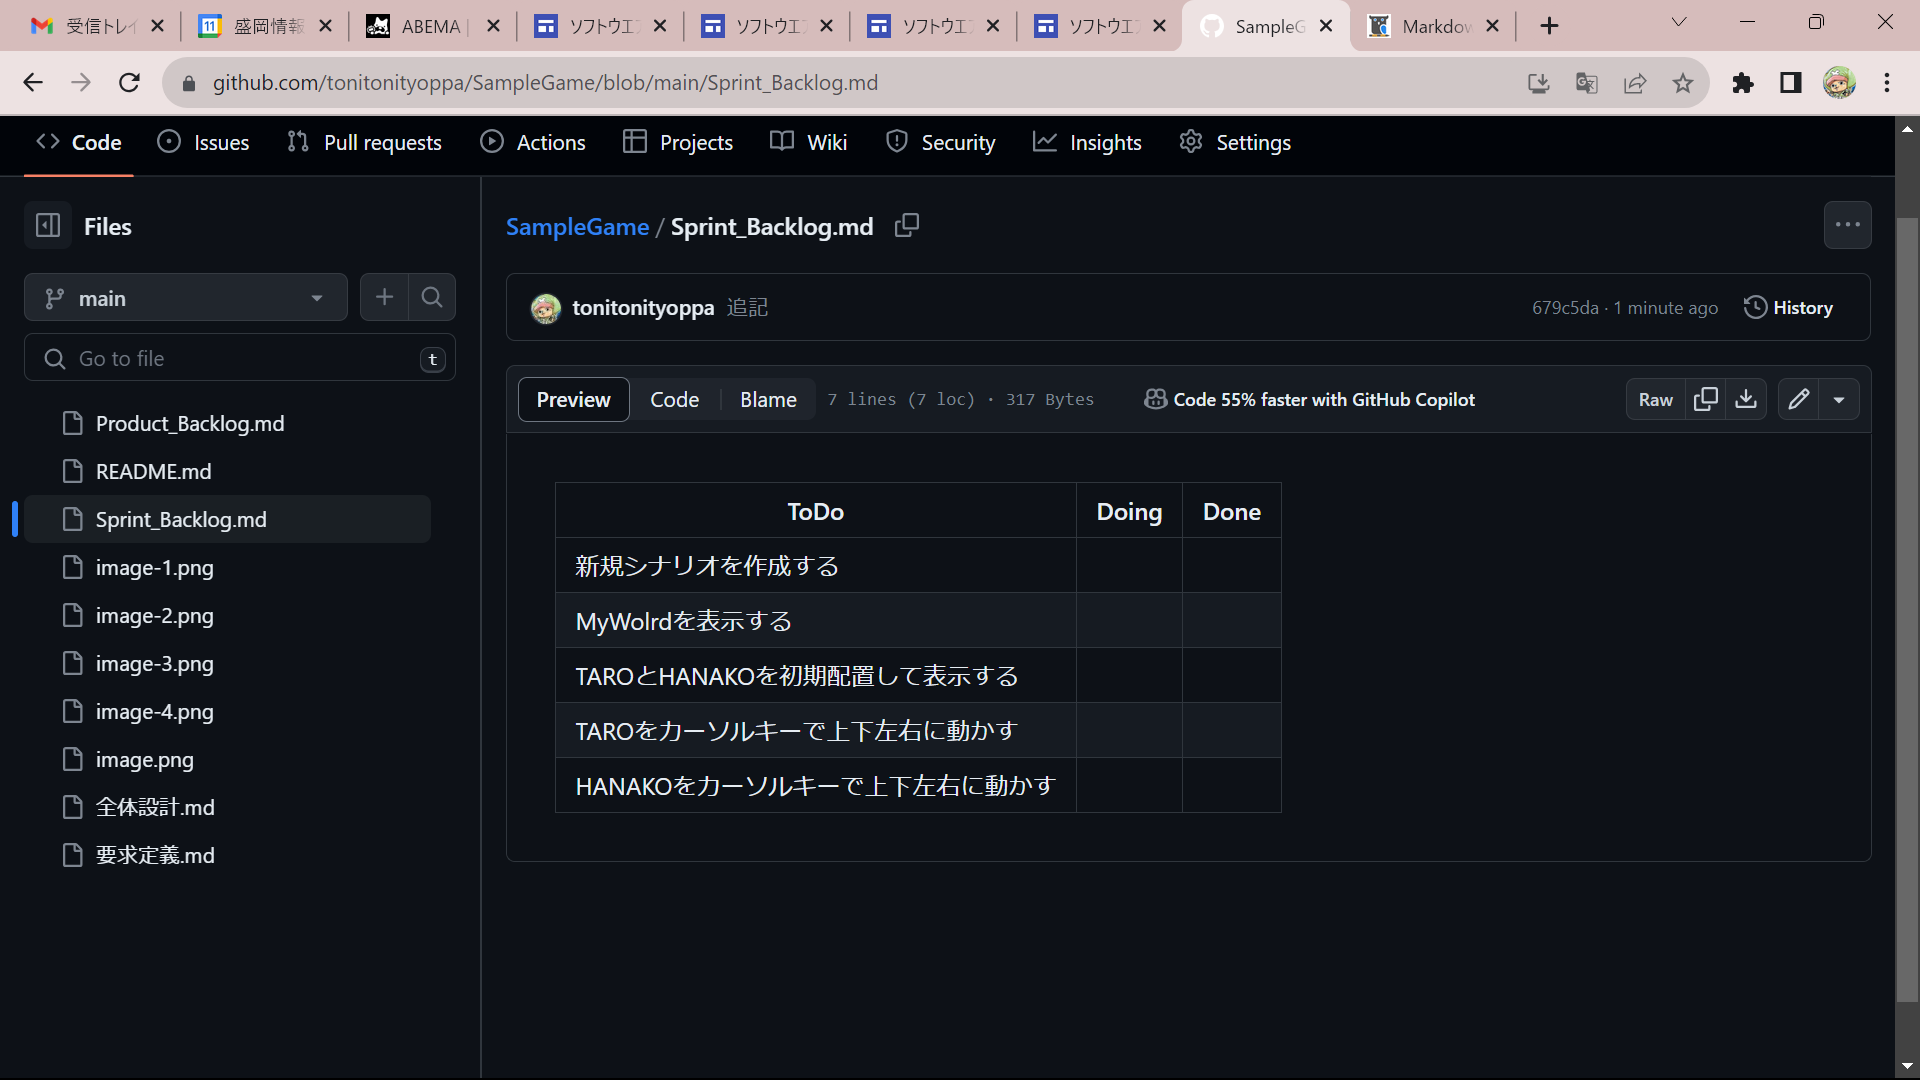 受信トレイ
盛岡情報
ABEMA |
ソフトウエア
ソフトウエア
ソフトウエア
ソフトウエア
SampleG
Markdow
github.com/tonitonityoppa/SampleGame/blob/main/Sprint_Backlog.md
Code Issues Pull requests Actions Projects Wiki Security Insights Settings
Files
main
Go to file t
Product_Backlog.md
README.md
Sprint_Backlog.md
image-1.png
image-2.png
image-3.png
image-4.png
image.png
全体設計.md
要求定義.md
SampleGame / Sprint_Backlog.md
tonitonityoppa 追記 679c5da · 1 minute ago History
Preview Code Blame 7 lines (7 loc) · 317 Bytes Code 55% faster with GitHub Copilot Raw
ToDo Doing Done
新規シナリオを作成する
MyWolrdを表示する
TAROとHANAKOを初期配置して表示する
TAROをカーソルキーで上下左右に動かす
HANAKOをカーソルキーで上下左右に動かす